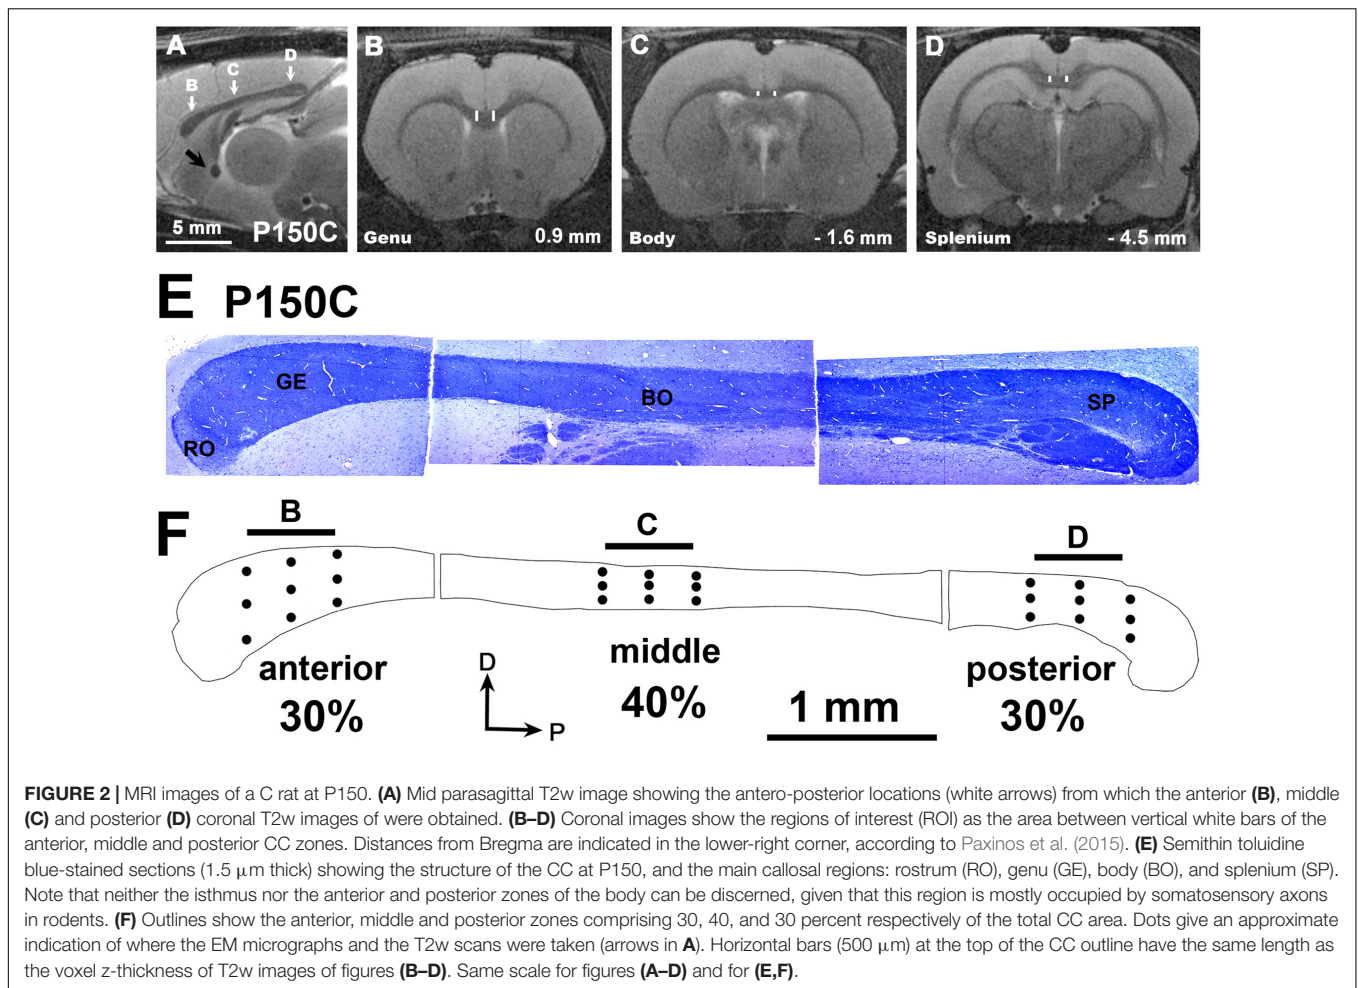 A
B
C
D
B
C
D
5 mm
P150C
Genu
0.9 mm
Body
- 1.6 mm
Splenium
- 4.5 mm
E P150C
GE
BO
SP
RO
F
B
C
D
anterior
30%
middle
40%
posterior
30%
D
P
1 mm
FIGURE 2 | MRI images of a C rat at P150. (A) Mid parasagittal T2w image showing the antero-posterior locations (white arrows) from which the anterior (B), middle
(C) and posterior (D) coronal T2w images of were obtained. (B–D) Coronal images show the regions of interest (ROI) as the area between vertical white bars of the
anterior, middle and posterior CC zones. Distances from Bregma are indicated in the lower-right corner, according to Paxinos et al. (2015). (E) Semithin toluidine
blue-stained sections (1.5 μm thick) showing the structure of the CC at P150, and the main callosal regions: rostrum (RO), genu (GE), body (BO), and splenium (SP).
Note that neither the isthmus nor the anterior and posterior zones of the body can be discerned, given that this region is mostly occupied by somatosensory axons
in rodents. (F) Outlines show the anterior, middle and posterior zones comprising 30, 40, and 30 percent respectively of the total CC area. Dots give an approximate
indication of where the EM micrographs and the T2w scans were taken (arrows in A). Horizontal bars (500 μm) at the top of the CC outline have the same length as
the voxel z-thickness of T2w images of figures (B–D). Same scale for figures (A–D) and for (E,F).